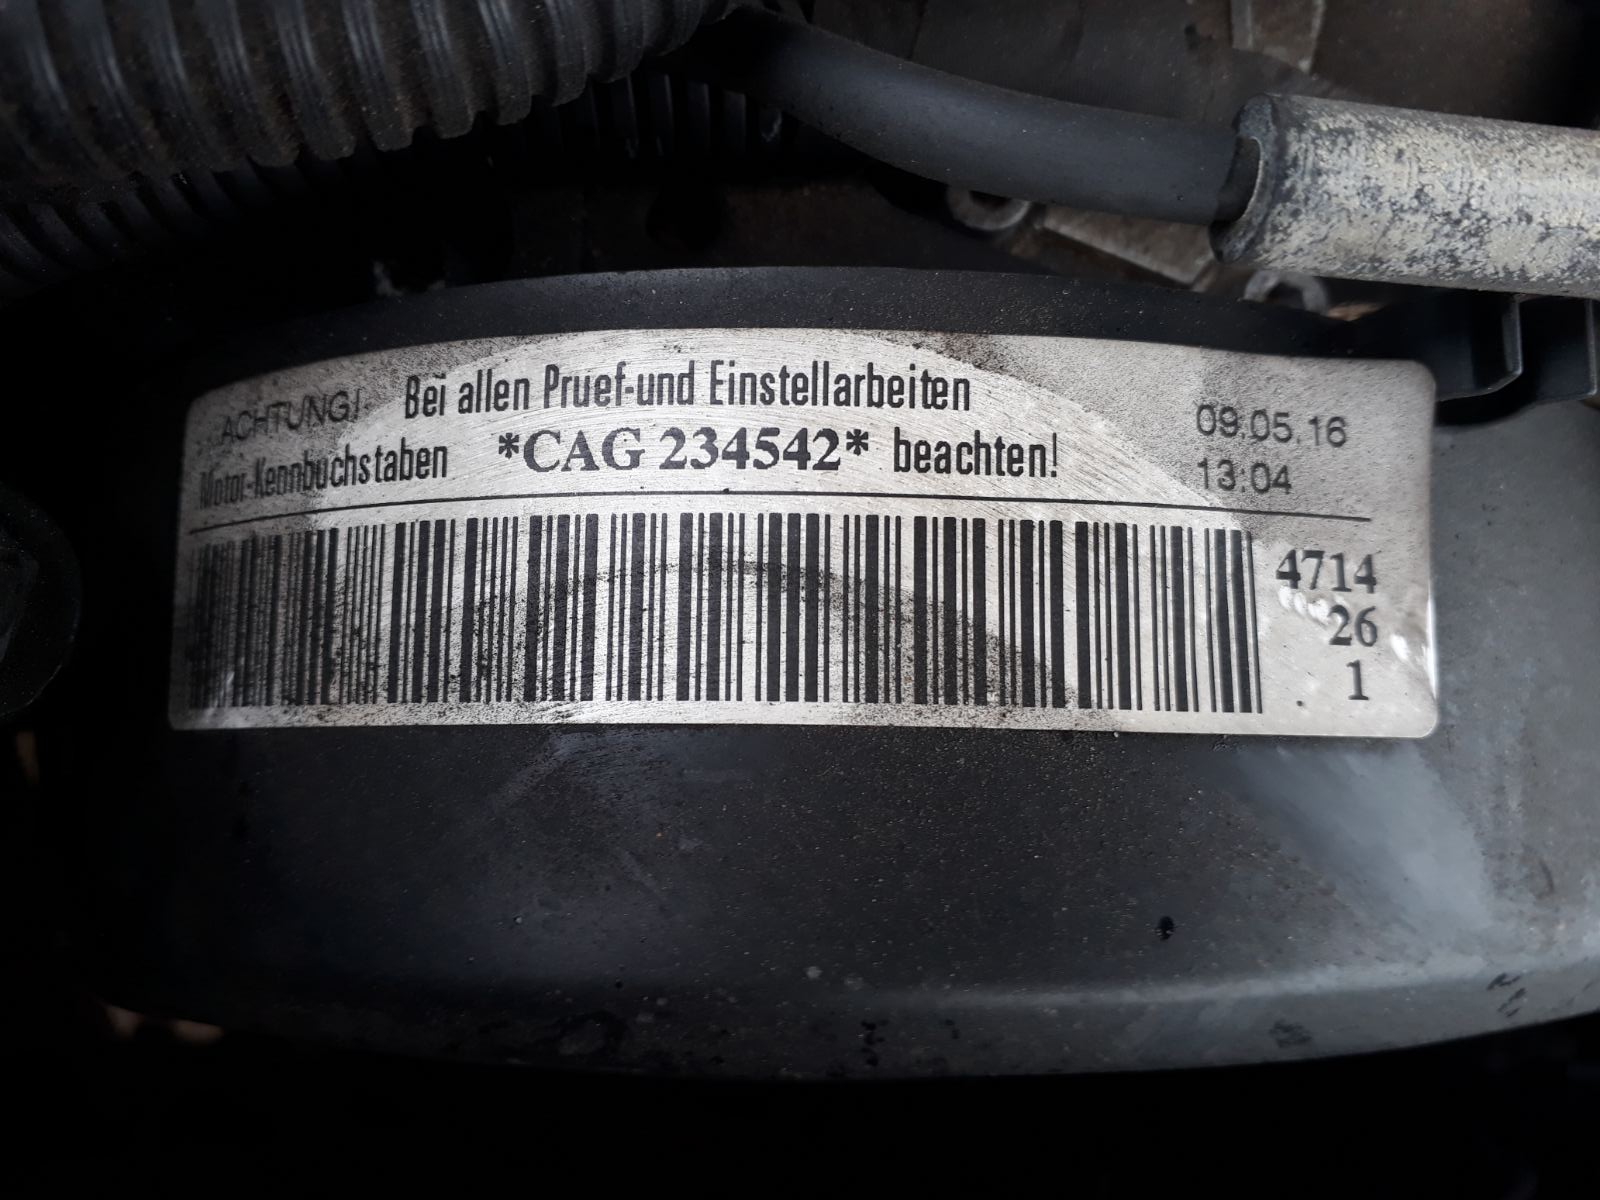 ACHTUNG! Bei allen Pruef-und Einstellarbeiten
Motor-Kennbuchstaben *CAG 234542* beachten!
09.05.16
13:04
4714
26
1